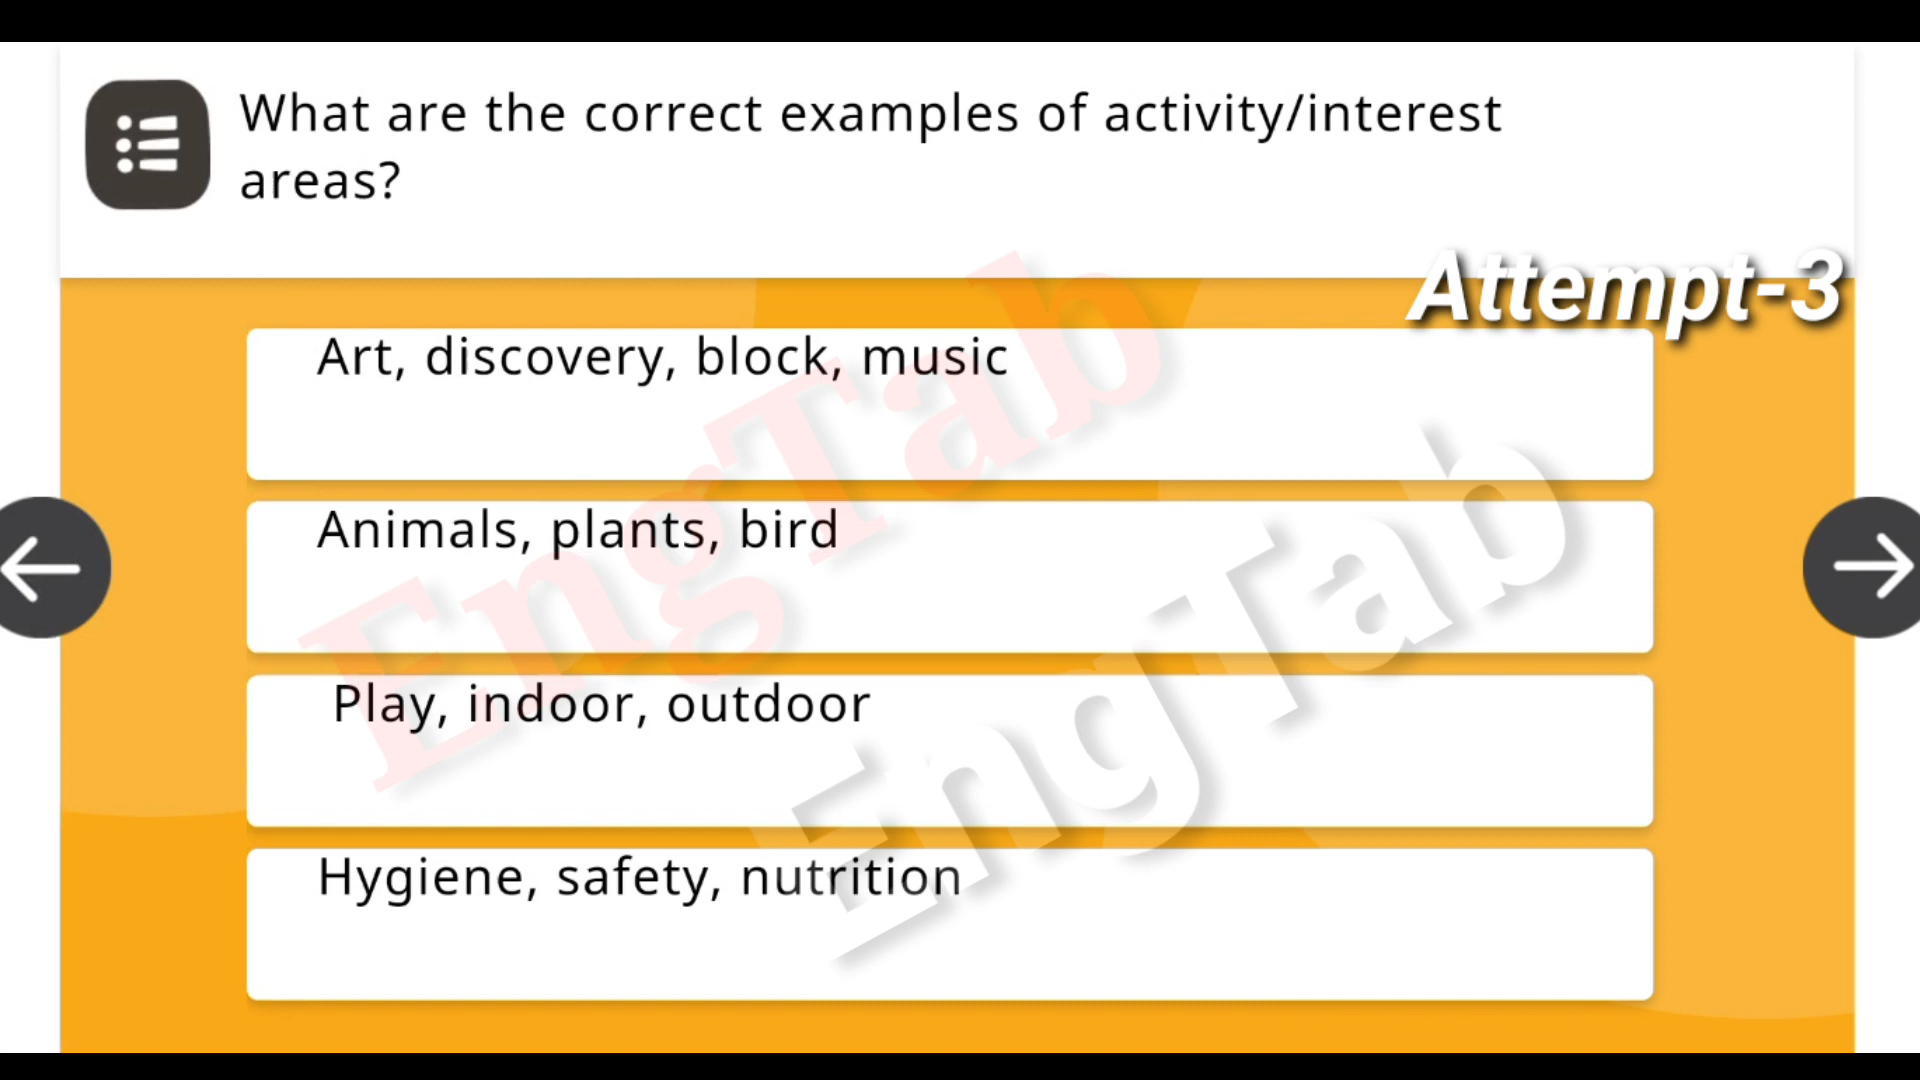 What are the correct examples of activity/interest
areas?
Attempt-3
Art, discovery, block, music
Animals, plants, bird
Play, indoor, outdoor
Hygiene, safety, nutrition
EngTab
EngTab